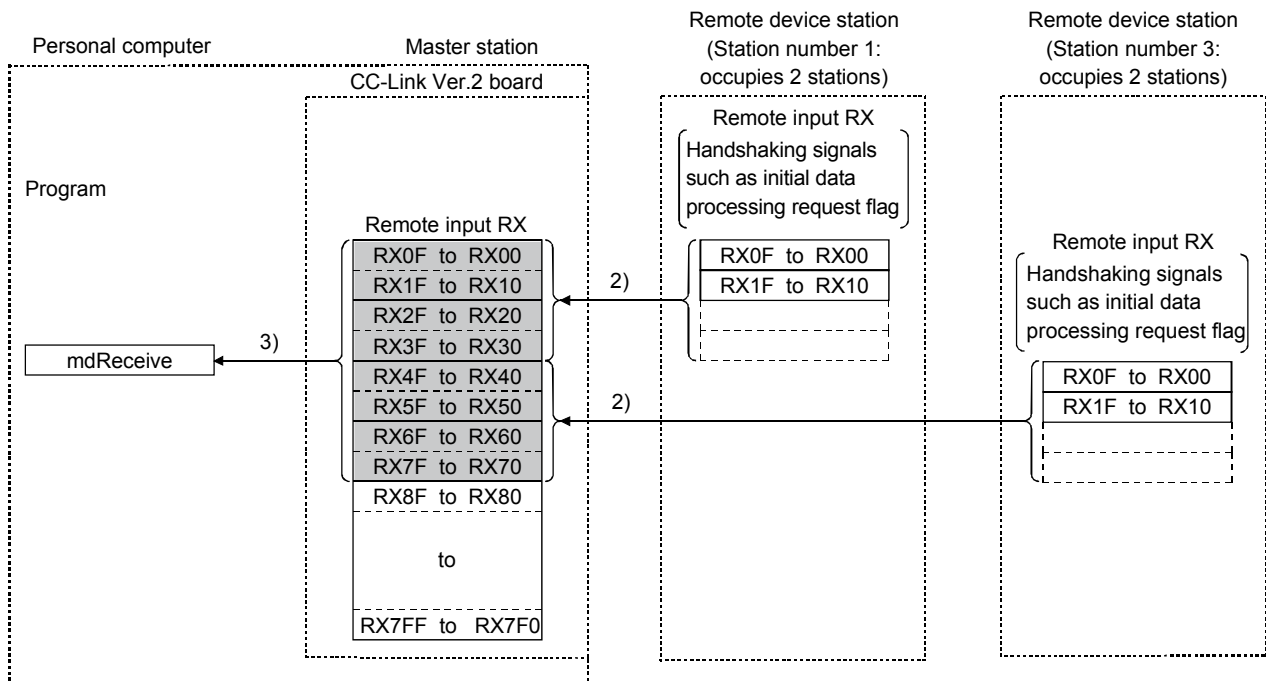 Personal computer
Master station
CC-Link Ver.2 board
Program
Remote input RX
RX0F to RX00
RX1F to RX10
RX2F to RX20
RX3F to RX30
RX4F to RX40
RX5F to RX50
RX6F to RX60
RX7F to RX70
RX8F to RX80
to
RX7FF to RX7F0
mdReceive
3)
2)
2)
Remote device station
(Station number 1:
occupies 2 stations)
Remote input RX
Handshaking signals
such as initial data
processing request flag
RX0F to RX00
RX1F to RX10
Remote device station
(Station number 3:
occupies 2 stations)
Remote input RX
Handshaking signals
such as initial data
processing request flag
RX0F to RX00
RX1F to RX10